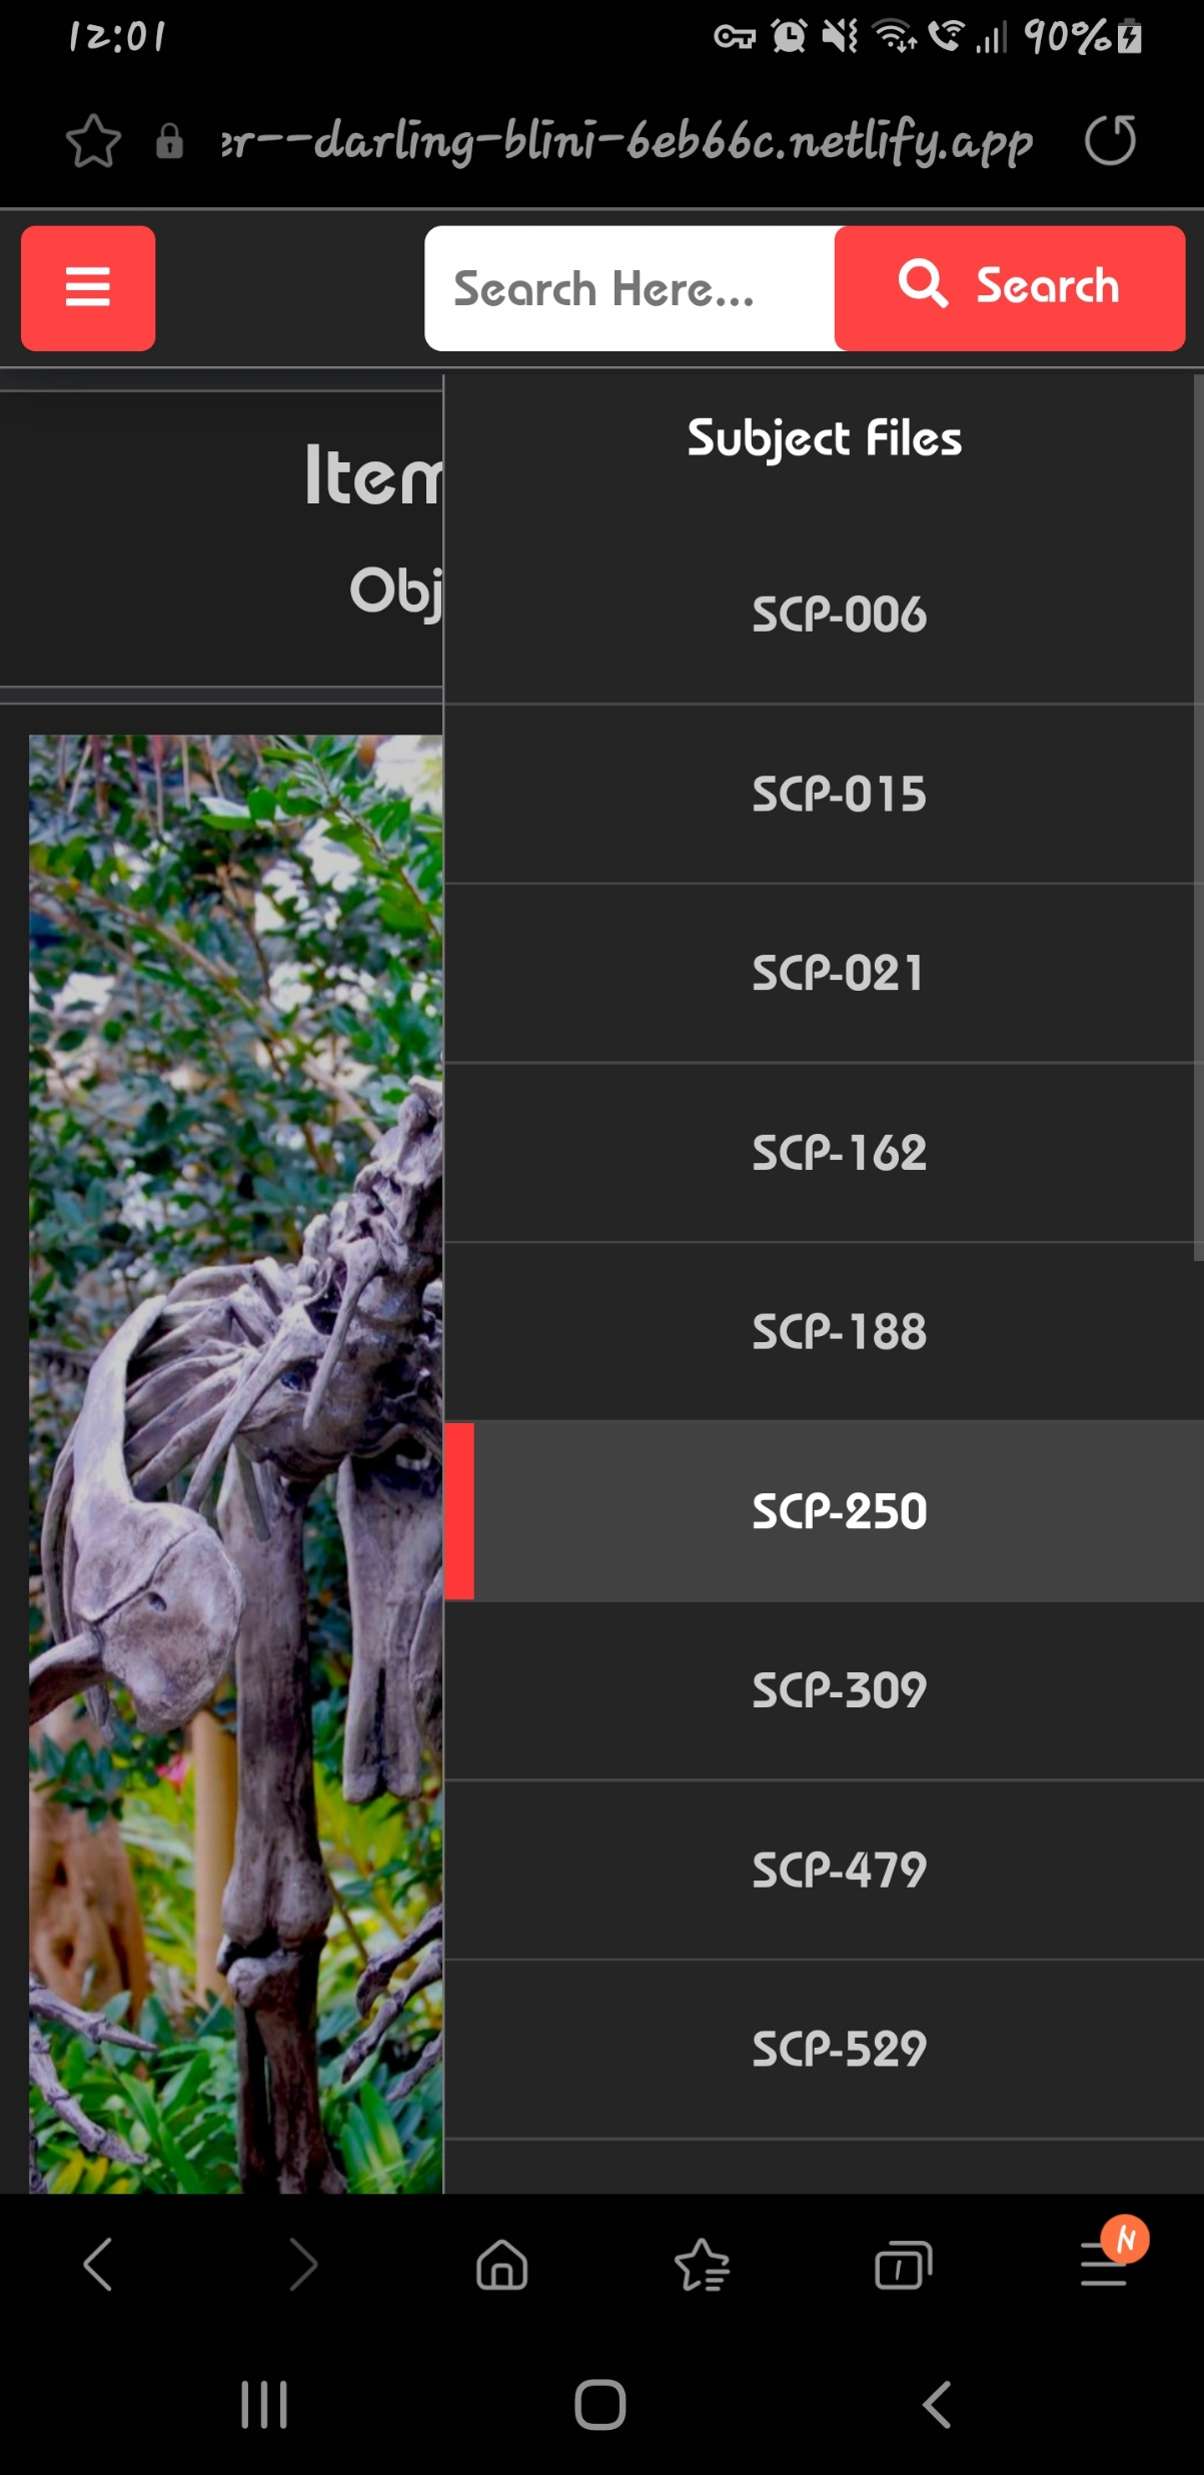 12:01
90%
er--darling-blini-6eb66c.netlify.app
Search Here...
Search
Subject Files
Item
Obj
SCP-006
SCP-015
SCP-021
SCP-162
SCP-188
SCP-250
SCP-309
SCP-479
SCP-529
1
N